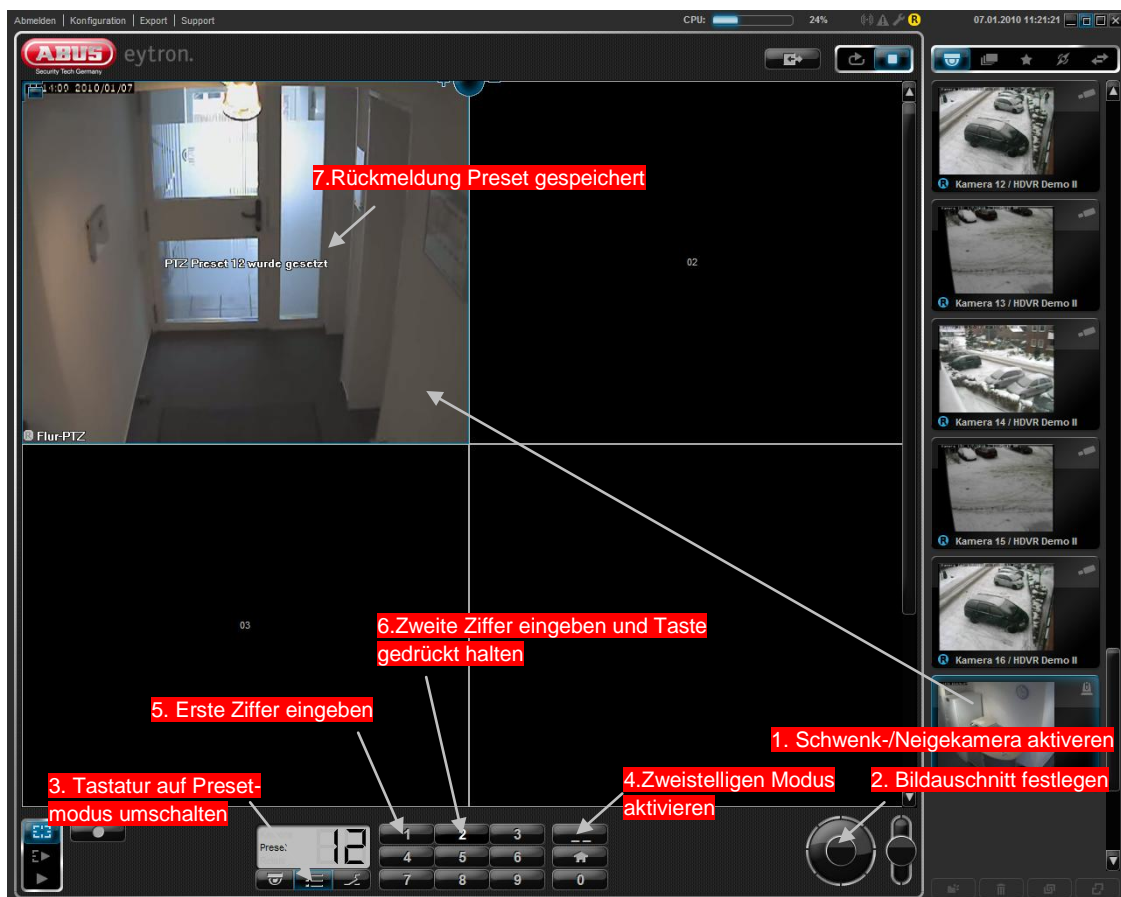 Abmelden | Konfiguration | Export | Support
CPU: 24% R 07.01.2010 11:21:21
ABUS eytron.
Security Tech Germany
14:09 2010/01/07
7.Rückmeldung Preset gespeichert
PTZ Preset 12 wurde gesetzt
02
R Flur-PTZ
03
R Kamera 12 / HDVR Demo II
R Kamera 13 / HDVR Demo II
R Kamera 14 / HDVR Demo II
R Kamera 15 / HDVR Demo II
R Kamera 16 / HDVR Demo II
6.Zweite Ziffer eingeben und Taste
gedrückt halten
5. Erste Ziffer eingeben
1. Schwenk-/Neigekamera aktiveren
3. Tastatur auf Preset-
modus umschalten
4.Zweistelligen Modus
aktivieren
2. Bildauschnitt festlegen
12
1 2 3 _ _
4 5 6
7 8 9 0